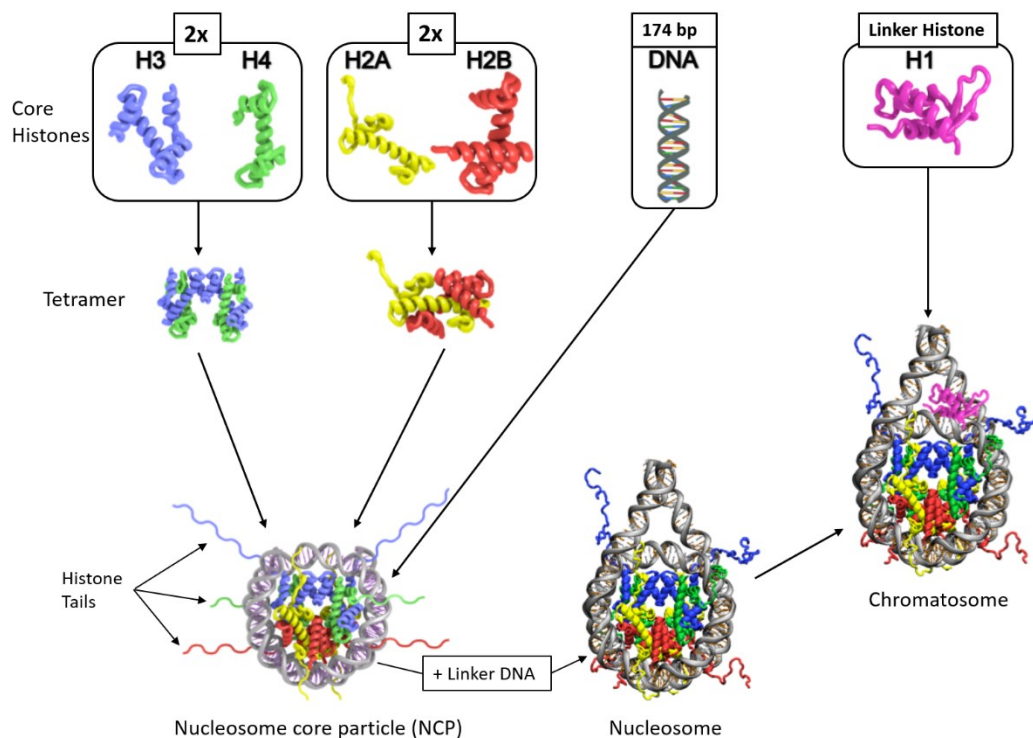 2x
2x
174 bp
Linker Histone
H3
H4
H2A
H2B
DNA
H1
Core
Histones
Tetramer
Histone
Tails
+ Linker DNA
Chromatosome
Nucleosome core particle (NCP)
Nucleosome